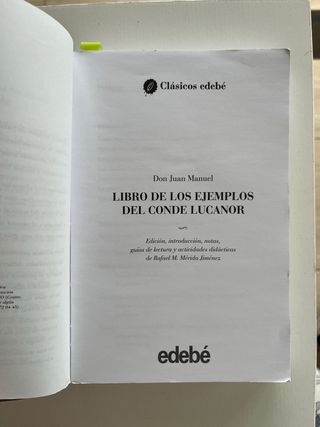 Clásicos edebé
Don Juan Manuel
LIBRO DE LOS EJEMPLOS
DEL CONDE LUCANOR
Edición, introducción, notas,
guías de lectura y actividades didácticas
de Rafael M. Mérida Jiménez
edebé